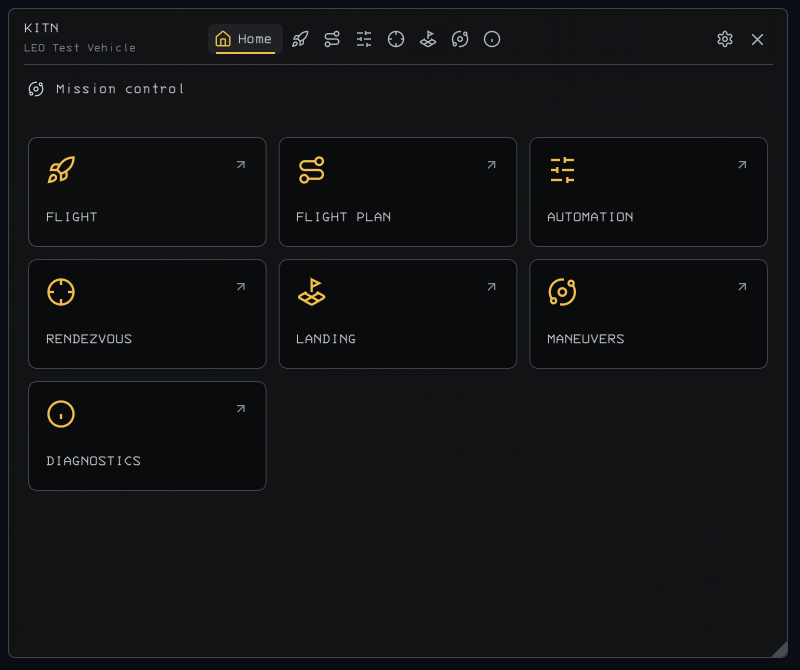 KITN
LEO Test Vehicle
Home
Mission control
FLIGHT
FLIGHT PLAN
AUTOMATION
RENDEZVOUS
LANDING
MANEUVERS
DIAGNOSTICS